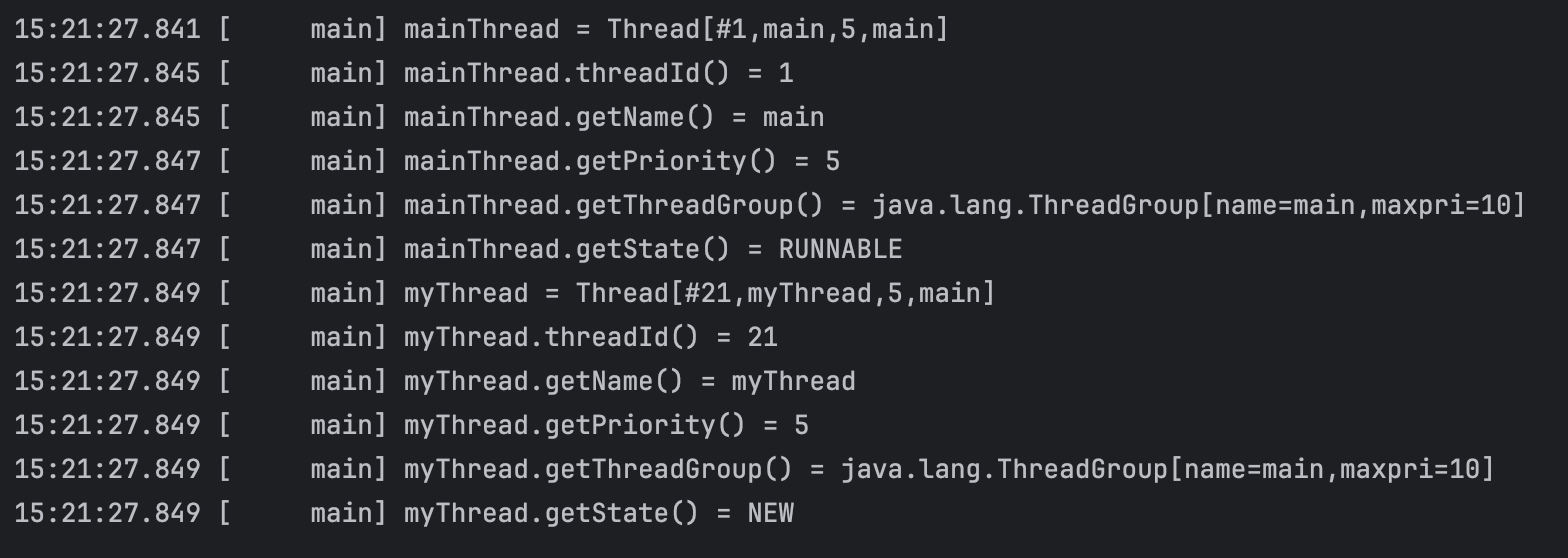 15:21:27.841 [     main] mainThread = Thread[#1,main,5,main]
15:21:27.845 [     main] mainThread.threadId() = 1
15:21:27.845 [     main] mainThread.getName() = main
15:21:27.847 [     main] mainThread.getPriority() = 5
15:21:27.847 [     main] mainThread.getThreadGroup() = java.lang.ThreadGroup[name=main,maxpri=10]
15:21:27.847 [     main] mainThread.getState() = RUNNABLE
15:21:27.849 [     main] myThread = Thread[#21,myThread,5,main]
15:21:27.849 [     main] myThread.threadId() = 21
15:21:27.849 [     main] myThread.getName() = myThread
15:21:27.849 [     main] myThread.getPriority() = 5
15:21:27.849 [     main] myThread.getThreadGroup() = java.lang.ThreadGroup[name=main,maxpri=10]
15:21:27.849 [     main] myThread.getState() = NEW